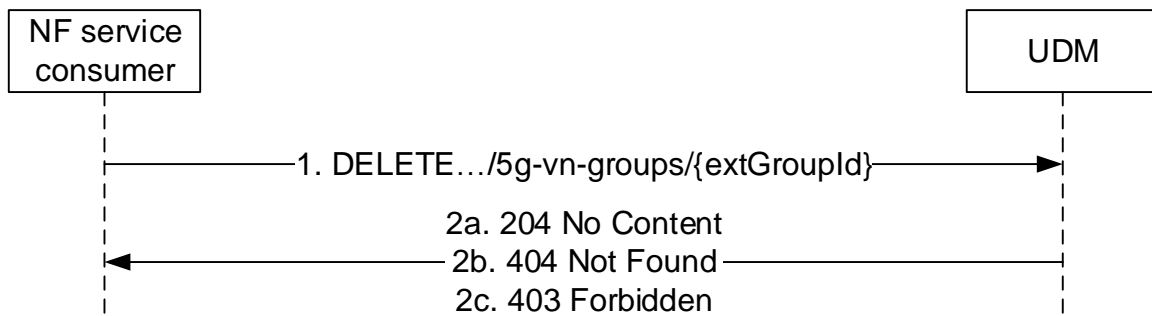 NF service
consumer
UDM
1. DELETE…/5g-vn-groups/{extGroupId}
2a. 204 No Content
2b. 404 Not Found
2c. 403 Forbidden